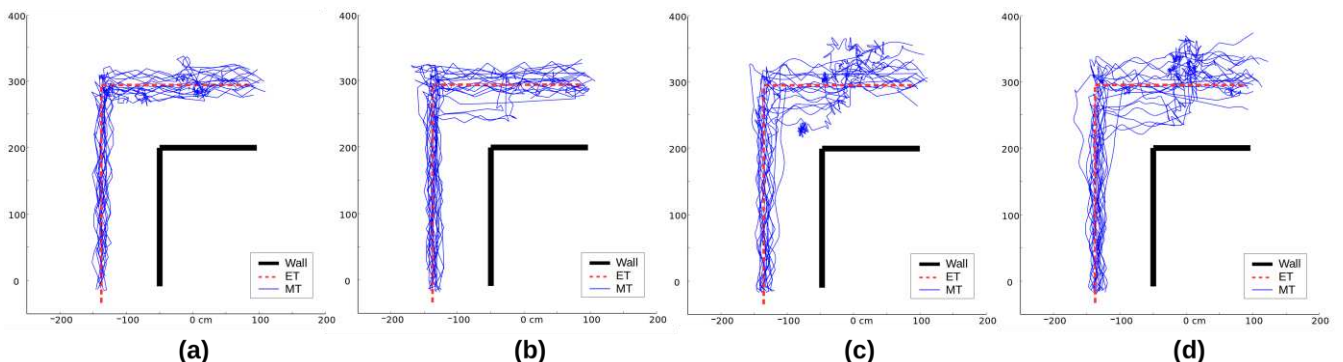 400 400 400 400
300 300 300 300
200 200 200 200
100 100 100 100
0 0 0 0
Wall Wall Wall Wall
ET ET ET ET
MT MT MT MT
−200 −100 0 cm 100 200 −200 −100 0 cm 100 200 −200 −100 0 cm 100 200 −200 −100 0 cm 100 200
(a) (b) (c) (d)